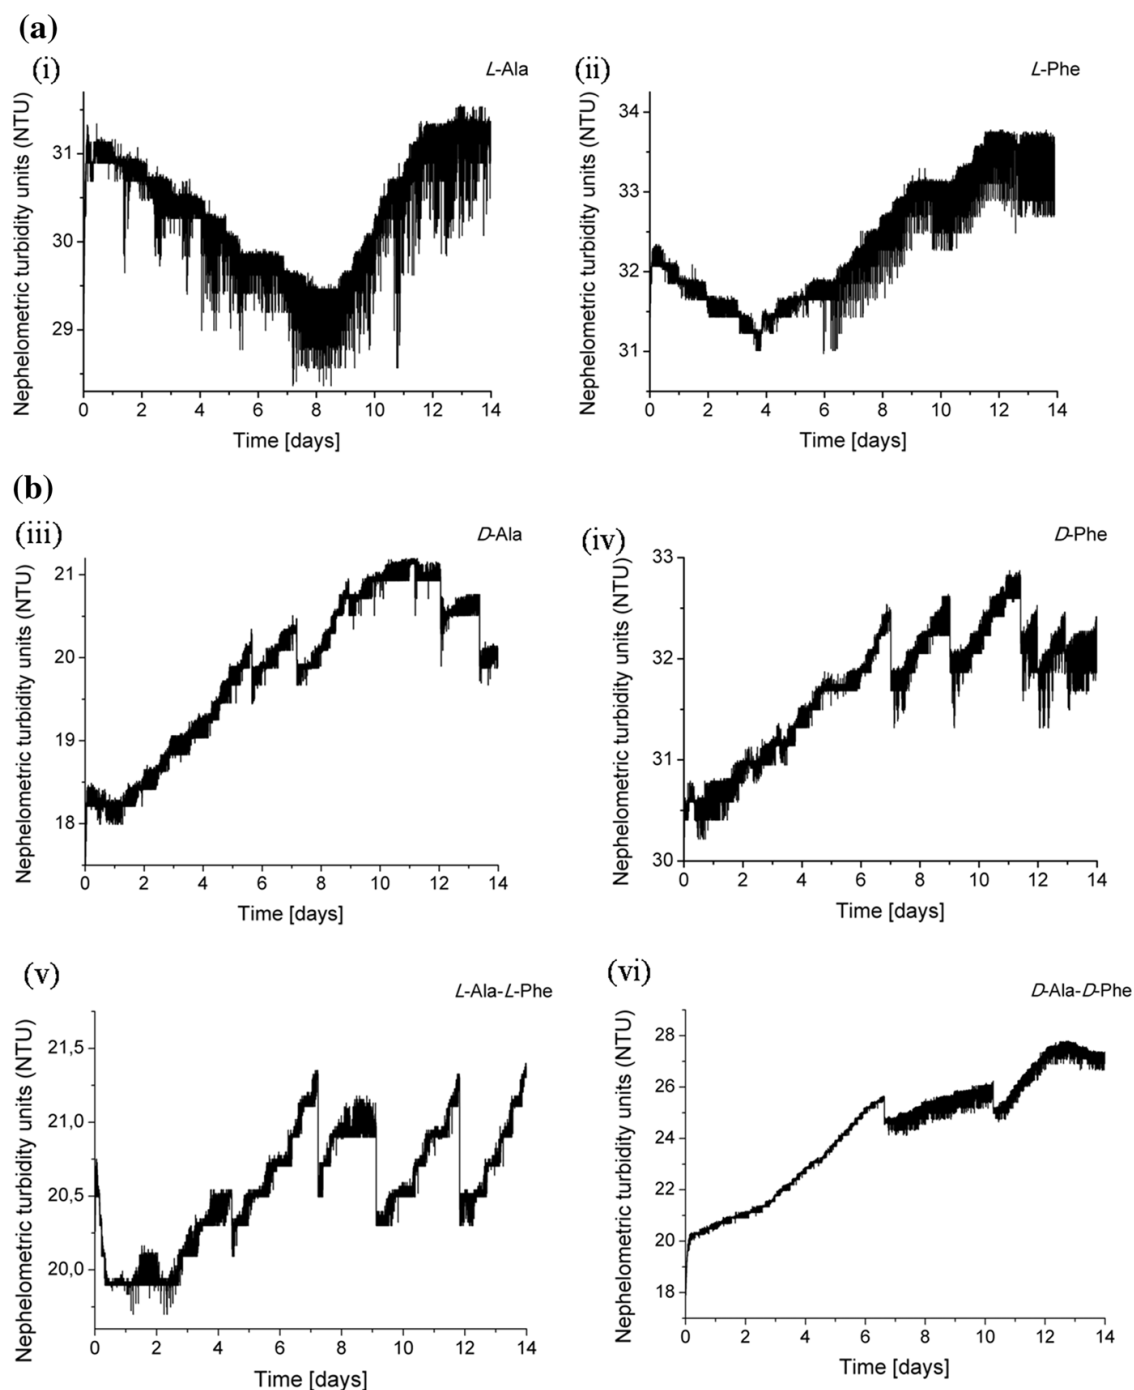 (a)
(i)
L-Ala
Nephelometric turbidity units (NTU)
31
30
29
0 2 4 6 8 10 12 14
Time [days]
(ii)
L-Phe
Nephelometric turbidity units (NTU)
34
33
32
31
0 2 4 6 8 10 12 14
Time [days]
(b)
(iii)
D-Ala
Nephelometric turbidity units (NTU)
21
20
19
18
0 2 4 6 8 10 12 14
Time [days]
(iv)
D-Phe
Nephelometric turbidity units (NTU)
33
32
31
30
0 2 4 6 8 10 12 14
Time [days]
(v)
L-Ala-L-Phe
Nephelometric turbidity units (NTU)
21,5
21,0
20,5
20,0
0 2 4 6 8 10 12 14
Time [days]
(vi)
D-Ala-D-Phe
Nephelometric turbidity units (NTU)
28
26
24
22
20
18
0 2 4 6 8 10 12 14
Time [days]